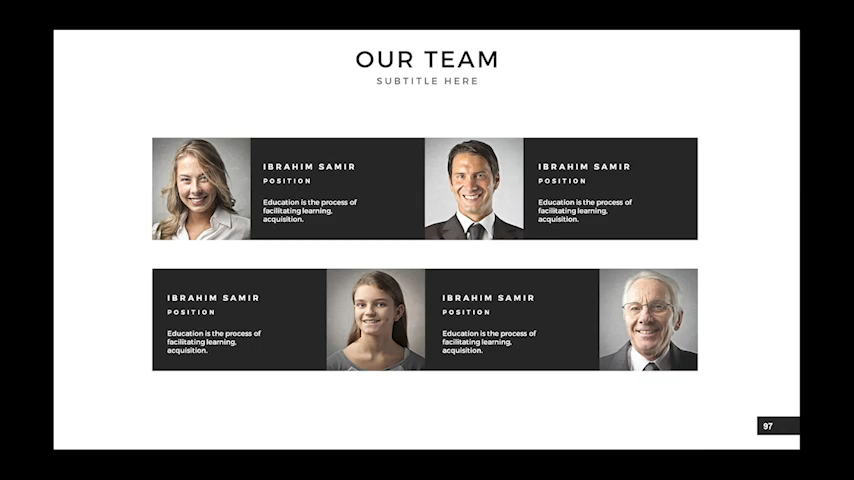 OUR TEAM
SUBTITLE HERE
IBRAHIM SAMIR
POSITION
Education is the process of
facilitating learning,
acquisition.
IBRAHIM SAMIR
POSITION
Education is the process of
facilitating learning,
acquisition.
IBRAHIM SAMIR
POSITION
Education is the process of
facilitating learning,
acquisition.
IBRAHIM SAMIR
POSITION
Education is the process of
facilitating learning,
acquisition.
97